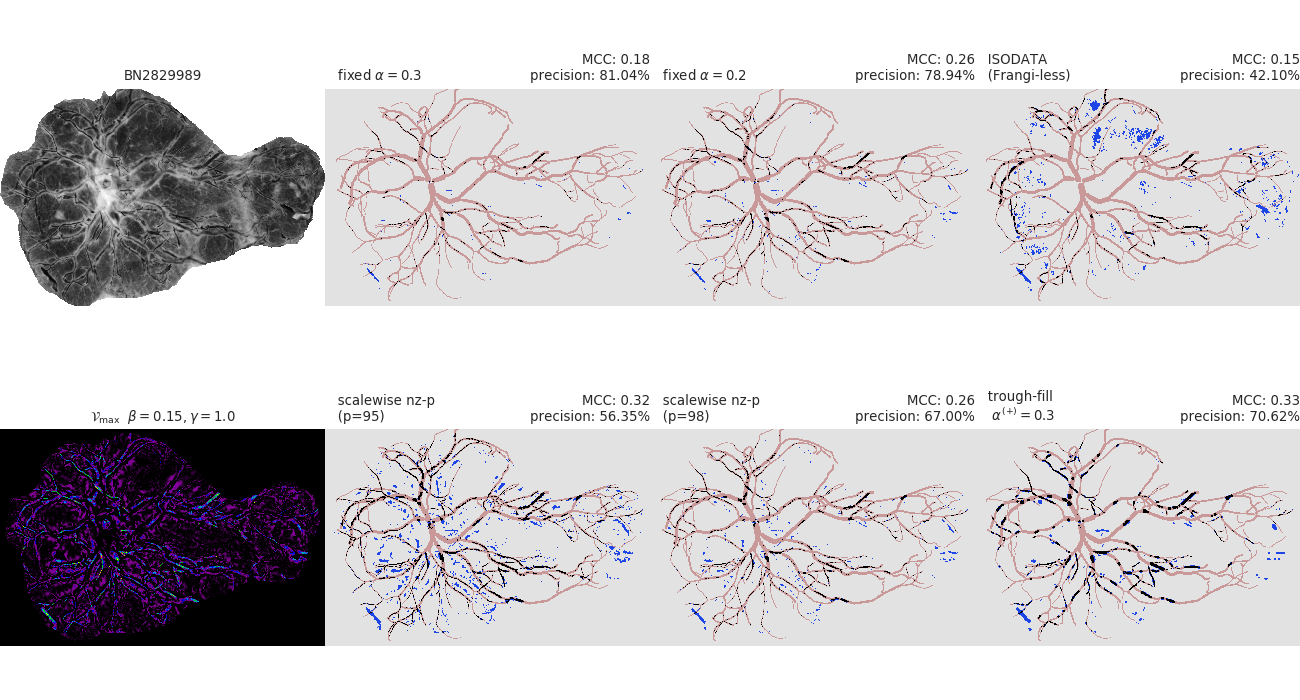 BN2829989
fixed α = 0.3
MCC: 0.18
precision: 81.04%
fixed α = 0.2
MCC: 0.26
precision: 78.94%
ISODATA
(Frangi-less)
MCC: 0.15
precision: 42.10%
𝒱max β = 0.15, γ = 1.0
scalewise nz-p
(p=95)
MCC: 0.32
precision: 56.35%
scalewise nz-p
(p=98)
MCC: 0.26
precision: 67.00%
trough-fill
α(+) = 0.3
MCC: 0.33
precision: 70.62%